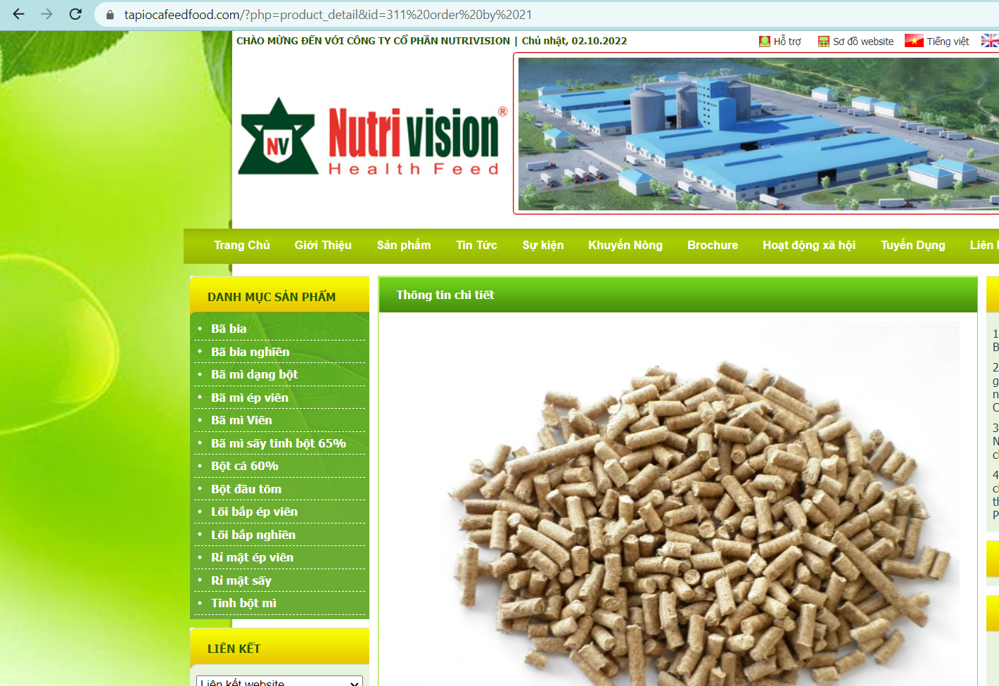 tapiocafeedfood.com/?php=product_detail&id=311%20order%20by%2021
CHÀO MỪNG ĐẾN VỚI CÔNG TY CỔ PHẦN NUTRIVISION | Chủ nhật, 02.10.2022
Hỗ trợ
Sơ đồ website
Tiếng việt
NV
Nutrivision®
Health Feed
Trang Chủ
Giới Thiệu
Sản phẩm
Tin Tức
Sự kiện
Khuyến Nông
Brochure
Hoạt động xã hội
Tuyển Dụng
Liên
DANH MỤC SẢN PHẨM
Bã bia
Bã bia nghiền
Bã mì dạng bột
Bã mì ép viên
Bã mì Viên
Bã mì sấy tinh bột 65%
Bột cá 60%
Bột đầu tôm
Lõi bắp ép viên
Lõi bắp nghiền
Rỉ mật ép viên
Rỉ mật sấy
Tinh bột mì
LIÊN KẾT
Liên kết website
Thông tin chi tiết
1
B
2
g
n
C
3
N
cl
4
cl
th
P